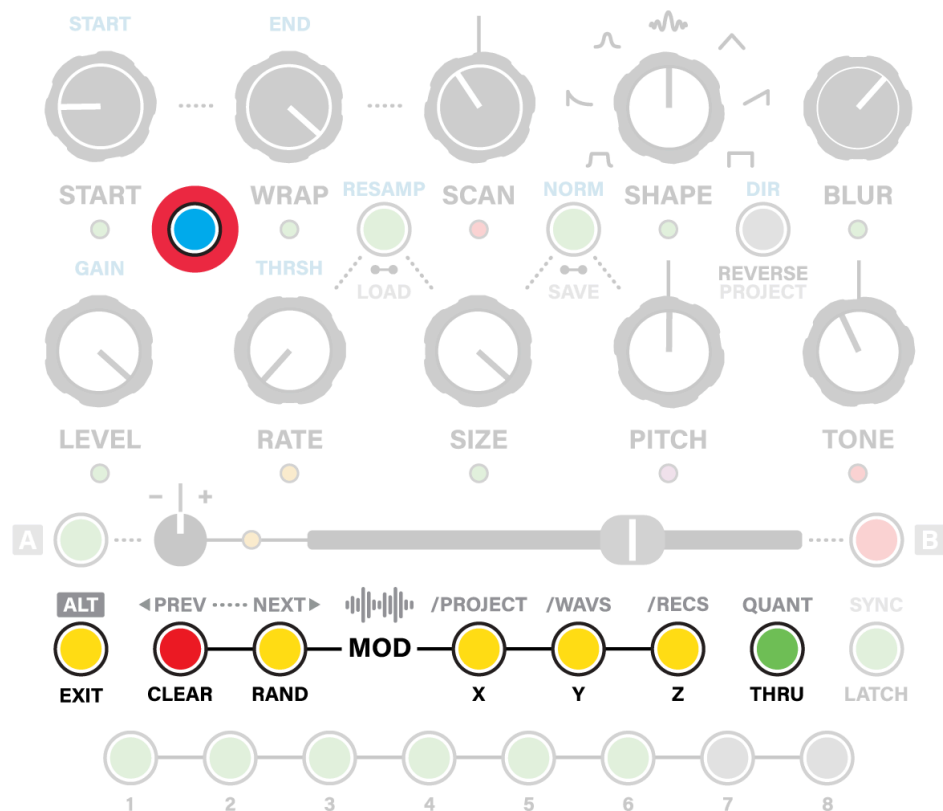 START END
START WRAP RESAMP SCAN NORM SHAPE DIR BLUR
GAIN THRSH LOAD SAVE REVERSE
PROJECT
LEVEL RATE SIZE PITCH TONE
− +
A B
ALT ◀PREV ····· NEXT▶ /PROJECT /WAVS /RECS QUANT SYNC
MOD
EXIT CLEAR RAND X Y Z THRU LATCH
1 2 3 4 5 6 7 8